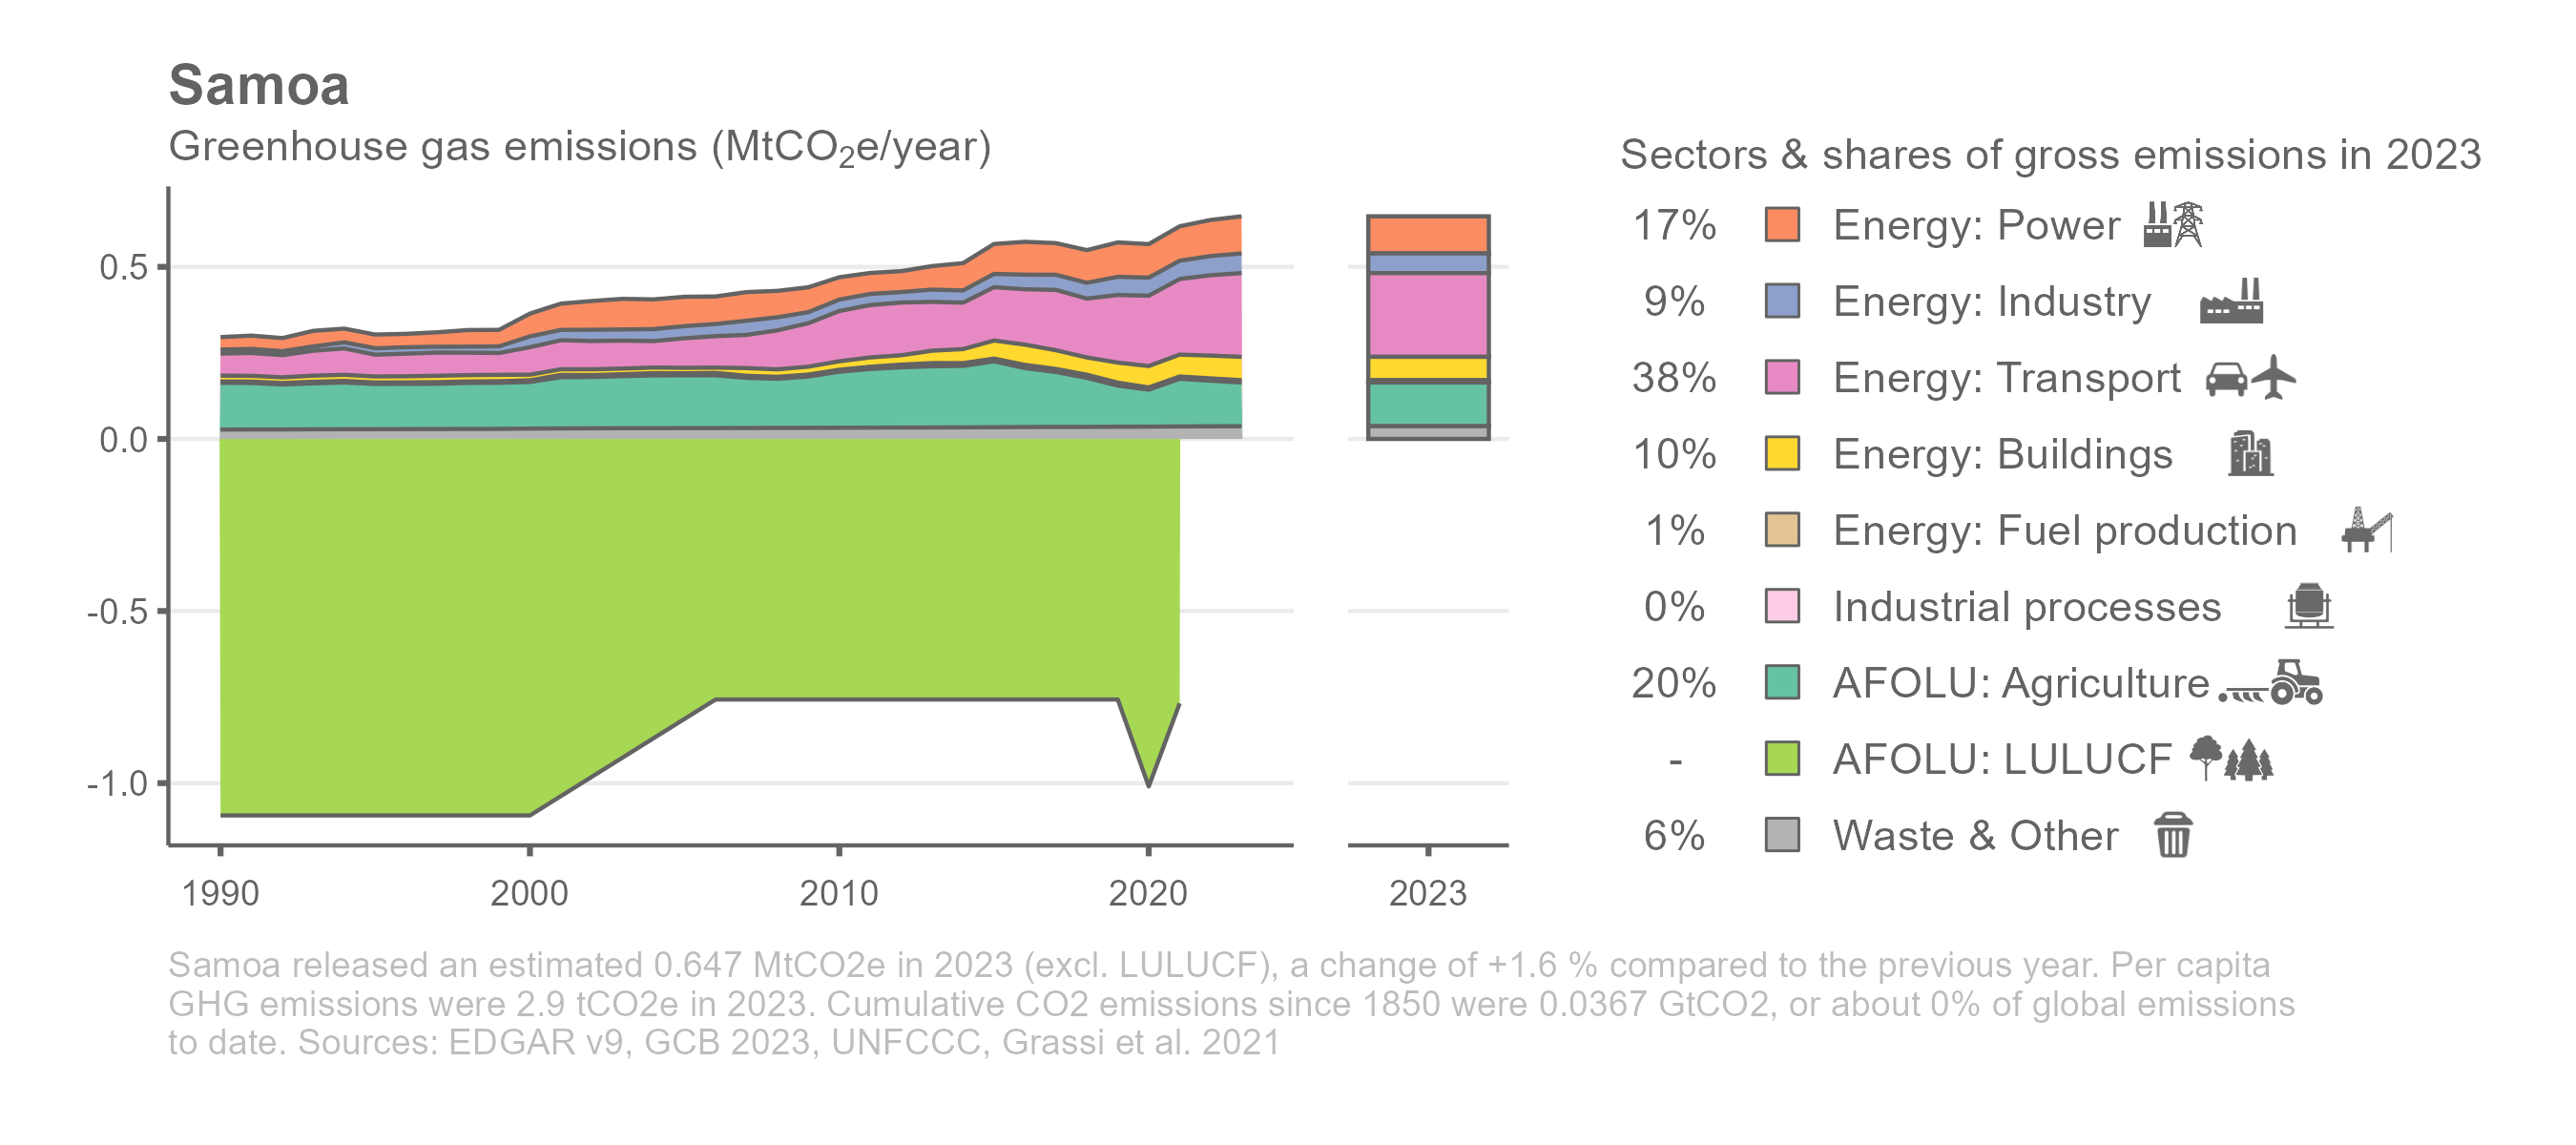 Samoa
Greenhouse gas emissions (MtCO₂e/year)
Sectors & shares of gross emissions in 2023
17% Energy: Power
9% Energy: Industry
38% Energy: Transport
10% Energy: Buildings
1% Energy: Fuel production
0% Industrial processes
20% AFOLU: Agriculture
- AFOLU: LULUCF
6% Waste & Other
0.5
0.0
-0.5
-1.0
1990 2000 2010 2020 2023
Samoa released an estimated 0.647 MtCO2e in 2023 (excl. LULUCF), a change of +1.6 % compared to the previous year. Per capita
GHG emissions were 2.9 tCO2e in 2023. Cumulative CO2 emissions since 1850 were 0.0367 GtCO2, or about 0% of global emissions
to date. Sources: EDGAR v9, GCB 2023, UNFCCC, Grassi et al. 2021